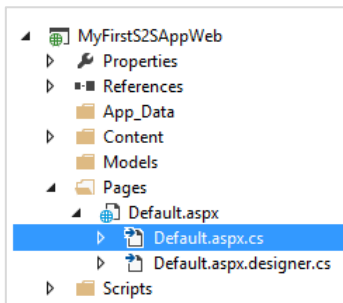 MyFirstS2SAppWeb
Properties
References
App_Data
Content
Models
Pages
Default.aspx
Default.aspx.cs
Default.aspx.designer.cs
Scripts